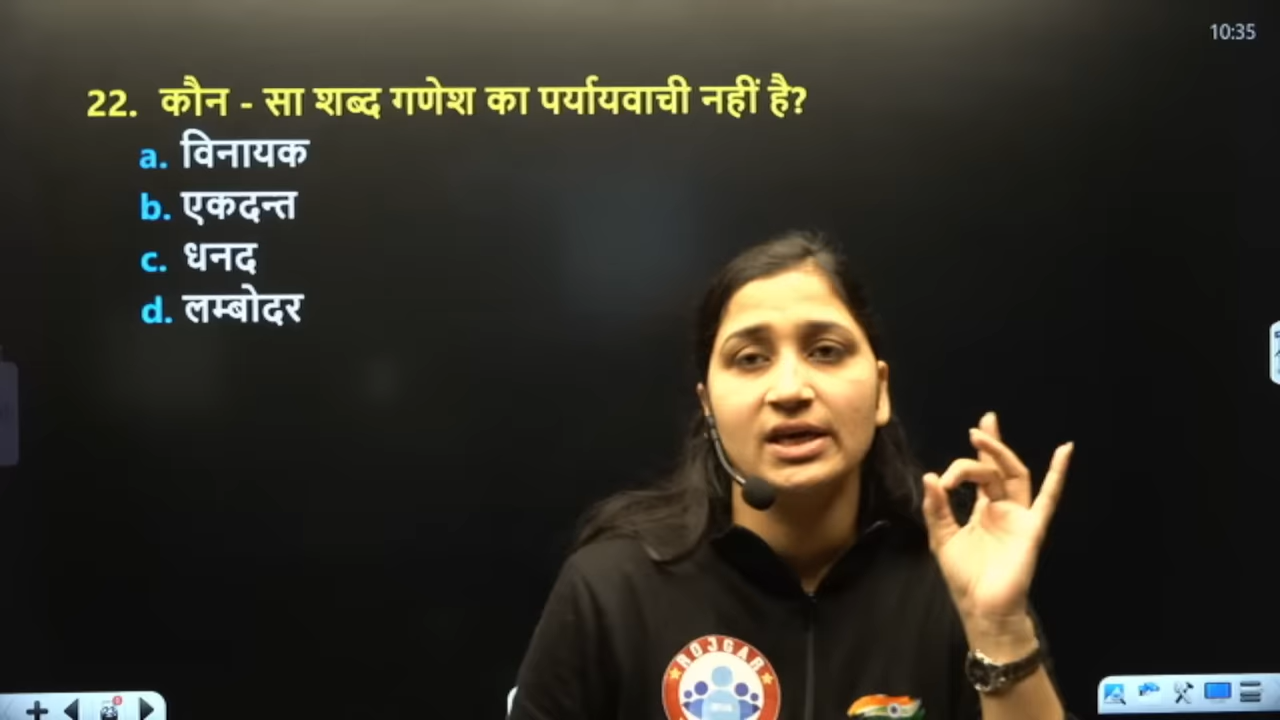 10:35
22. कौन - सा शब्द गणेश का पर्यायवाची नहीं है?
a. विनायक
b. एकदन्त
c. धनद
d. लम्बोदर
ROJGAR